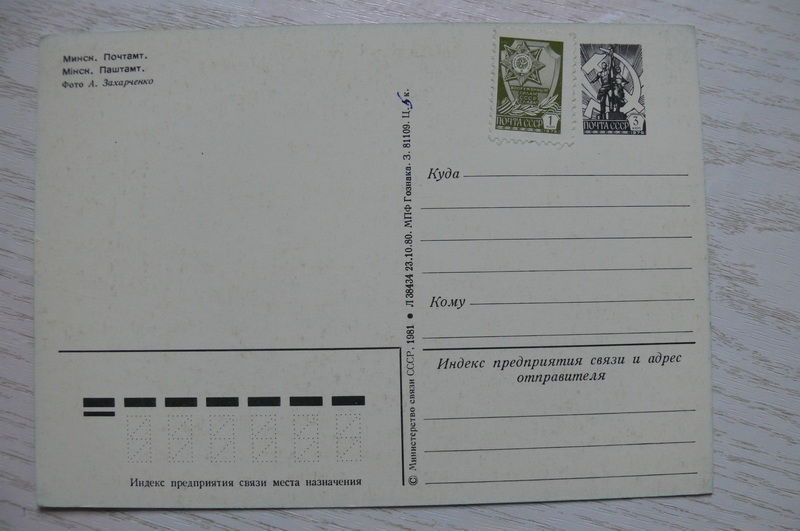 Минск. Почтамт.
Мінск. Паштамт.
Фото А. Захарченко
ПОЧТА СССР 1
ПОЧТА СССР 3
Куда
Кому
Индекс предприятия связи и адрес
отправителя
© Министерство связи СССР, 1981 ● Л 38434 23.10.80. МПФ Гознака. З. 81109. Ц. 5 к.
Индекс предприятия связи места назначения